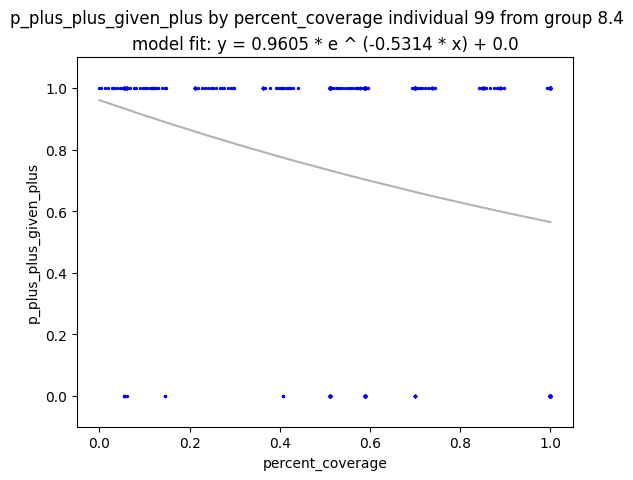 p_plus_plus_given_plus by percent_coverage individual 99 from group 8.4
model fit: y = 0.9605 * e ^ (-0.5314 * x) + 0.0
1.0
0.8
0.6
0.4
0.2
0.0
p_plus_plus_given_plus
0.0 0.2 0.4 0.6 0.8 1.0
percent_coverage